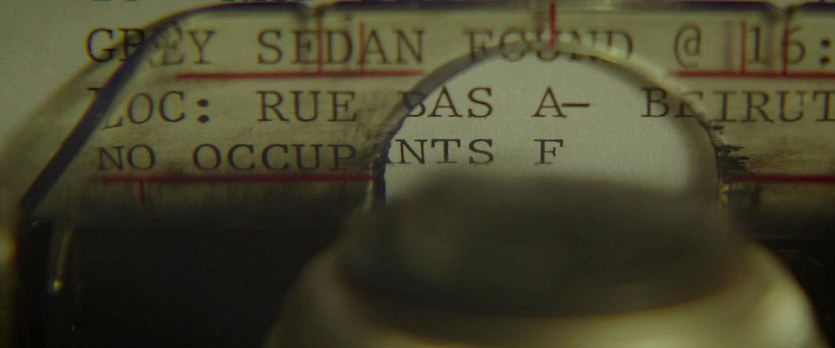 GREY SEDAN FOUND @ 16:
LOC: RUE BAS A— BEIRUT
NO OCCUPANTS F